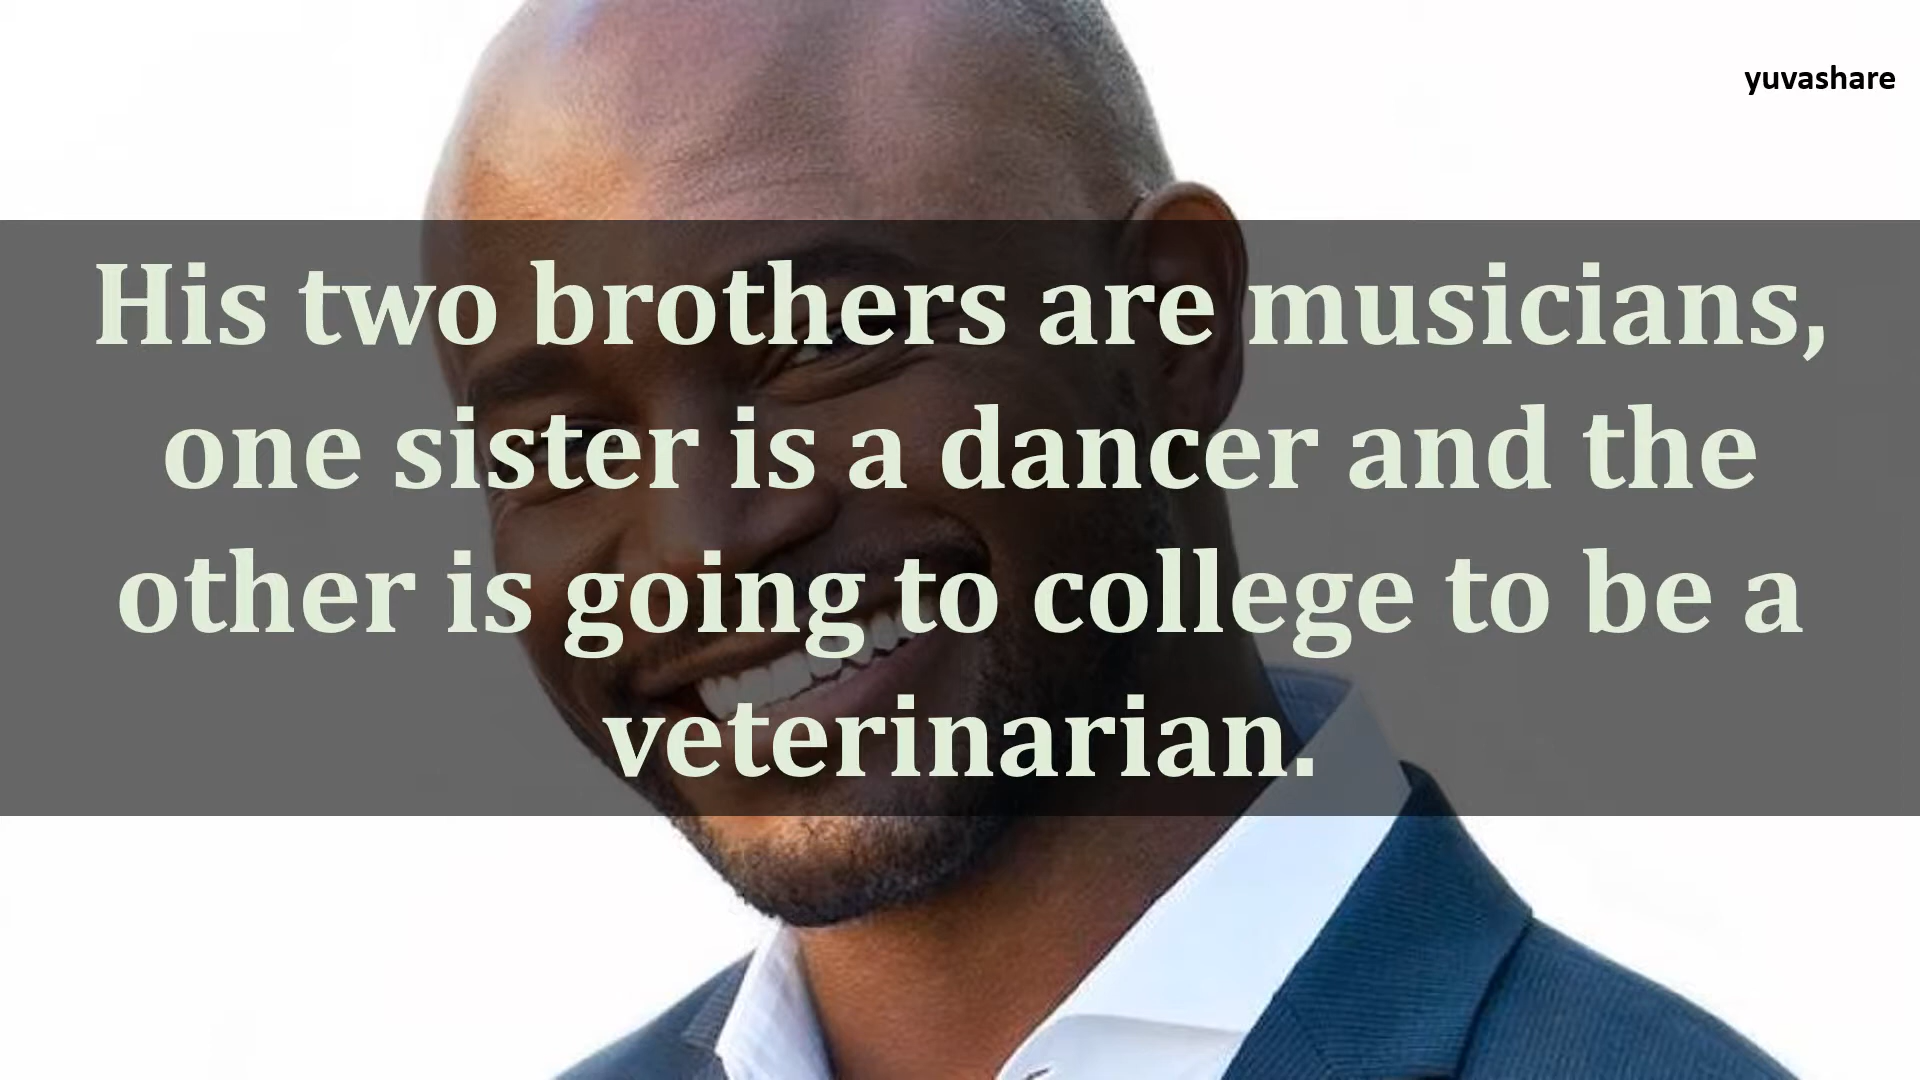 yuvashare
His two brothers are musicians,
one sister is a dancer and the
other is going to college to be a
veterinarian.